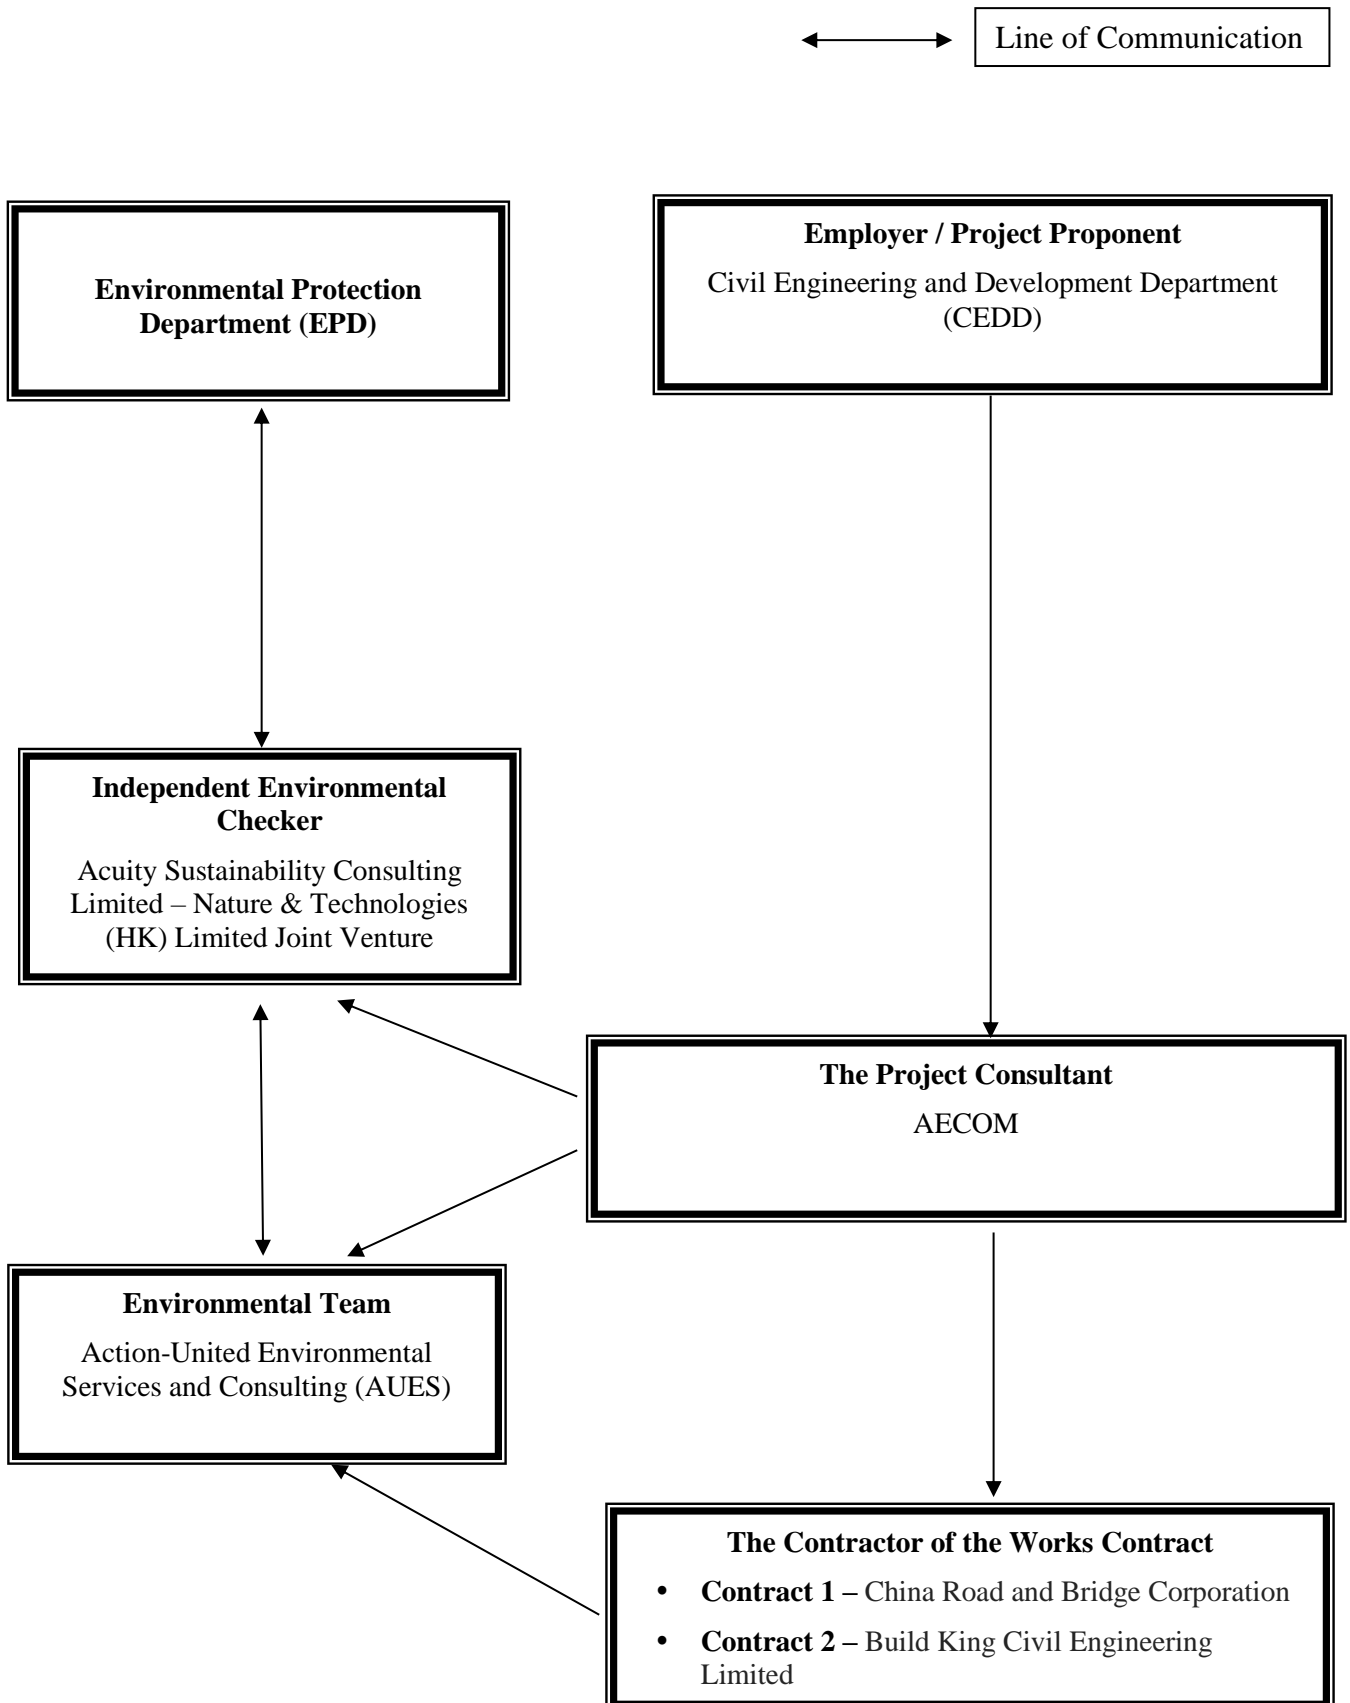 Line of Communication
Environmental Protection
Department (EPD)
Employer / Project Proponent
Civil Engineering and Development Department
(CEDD)
Independent Environmental
Checker
Acuity Sustainability Consulting
Limited – Nature & Technologies
(HK) Limited Joint Venture
The Project Consultant
AECOM
Environmental Team
Action-United Environmental
Services and Consulting (AUES)
The Contractor of the Works Contract
• Contract 1 – China Road and Bridge Corporation
• Contract 2 – Build King Civil Engineering
Limited